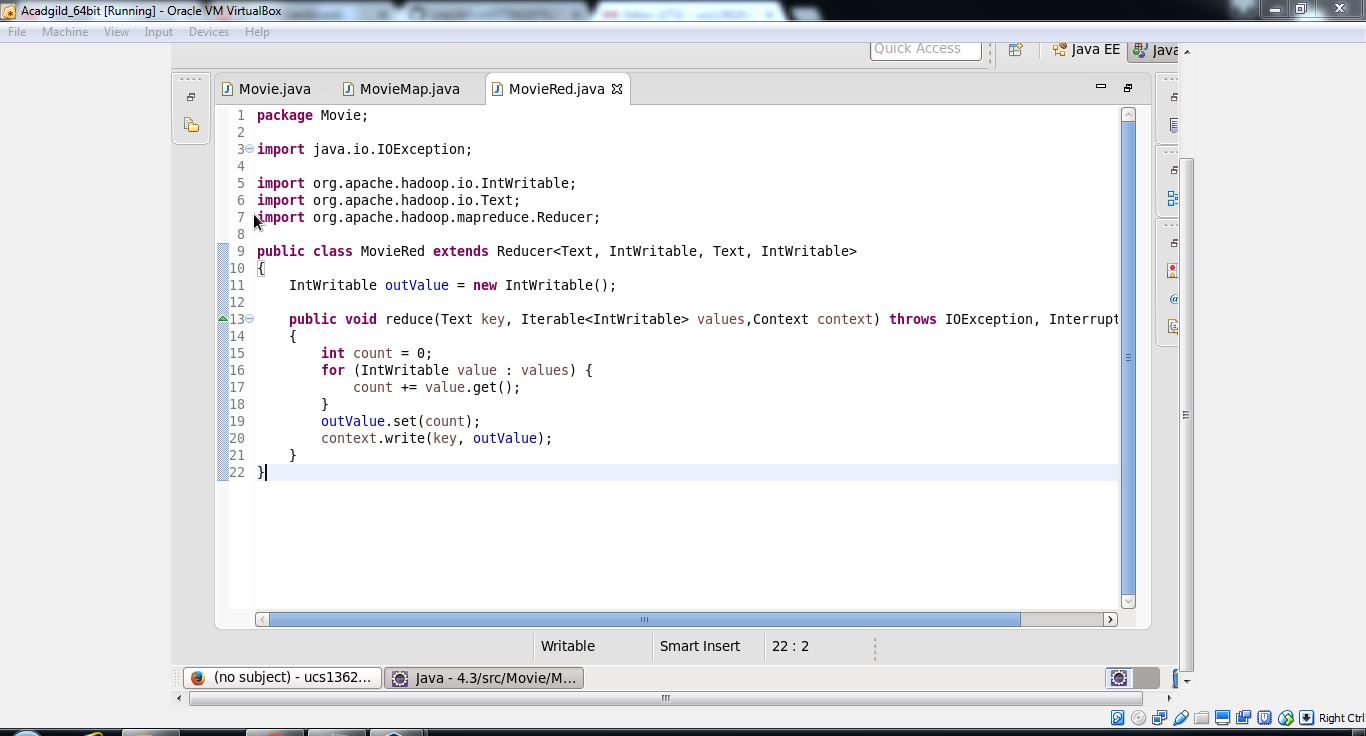 Acadgild_64bit [Running] - Oracle VM VirtualBox
File Machine View Input Devices Help
Quick Access Java EE Java
Movie.java MovieMap.java MovieRed.java
1 package Movie;
2
3 import java.io.IOException;
4
5 import org.apache.hadoop.io.IntWritable;
6 import org.apache.hadoop.io.Text;
7 import org.apache.hadoop.mapreduce.Reducer;
8
9 public class MovieRed extends Reducer<Text, IntWritable, Text, IntWritable>
10 {
11 IntWritable outValue = new IntWritable();
12
13 public void reduce(Text key, Iterable<IntWritable> values,Context context) throws IOException, Interrupt
14 {
15 int count = 0;
16 for (IntWritable value : values) {
17 count += value.get();
18 }
19 outValue.set(count);
20 context.write(key, outValue);
21 }
22 }
Writable Smart Insert 22 : 2
(no subject) - ucs1362... Java - 4.3/src/Movie/M...
Right Ctrl